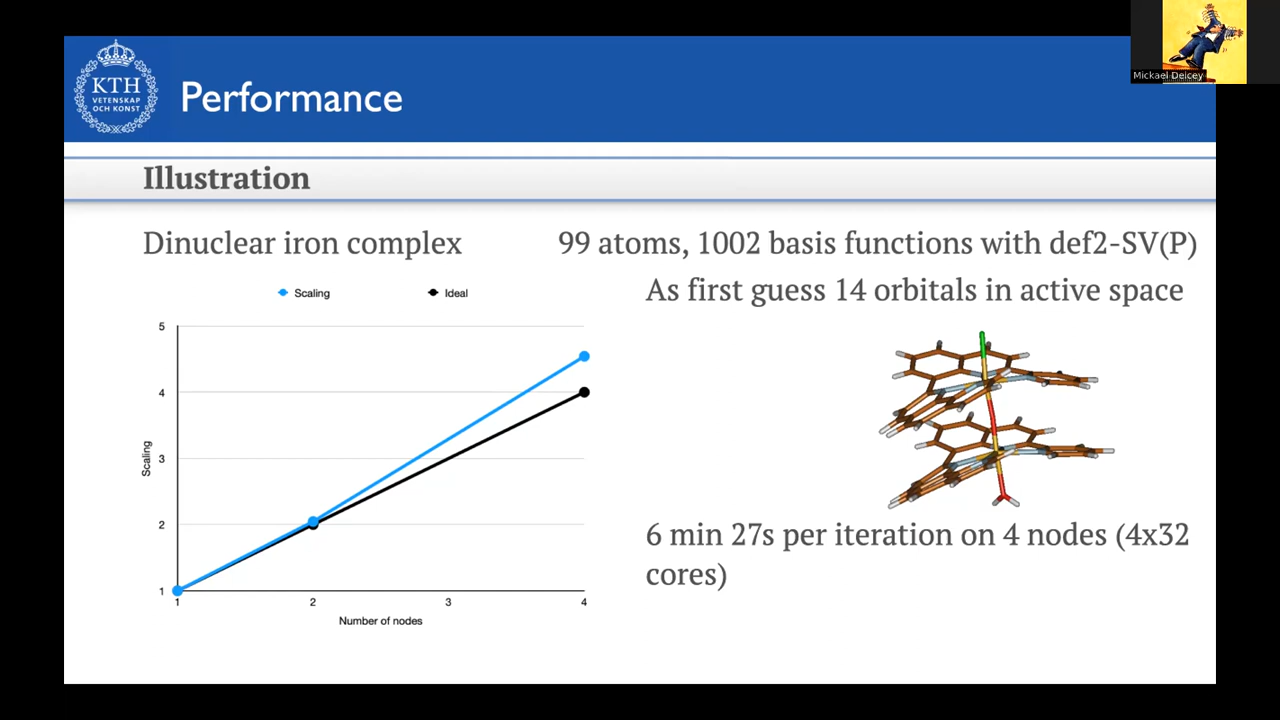 Mickael Delcey
KTH
VETENSKAP
OCH KONST
Performance
Illustration
Dinuclear iron complex
99 atoms, 1002 basis functions with def2-SV(P)
As first guess 14 orbitals in active space
Scaling
Ideal
5
4
3
2
1
Scaling
1
2
3
4
Number of nodes
6 min 27s per iteration on 4 nodes (4x32
cores)